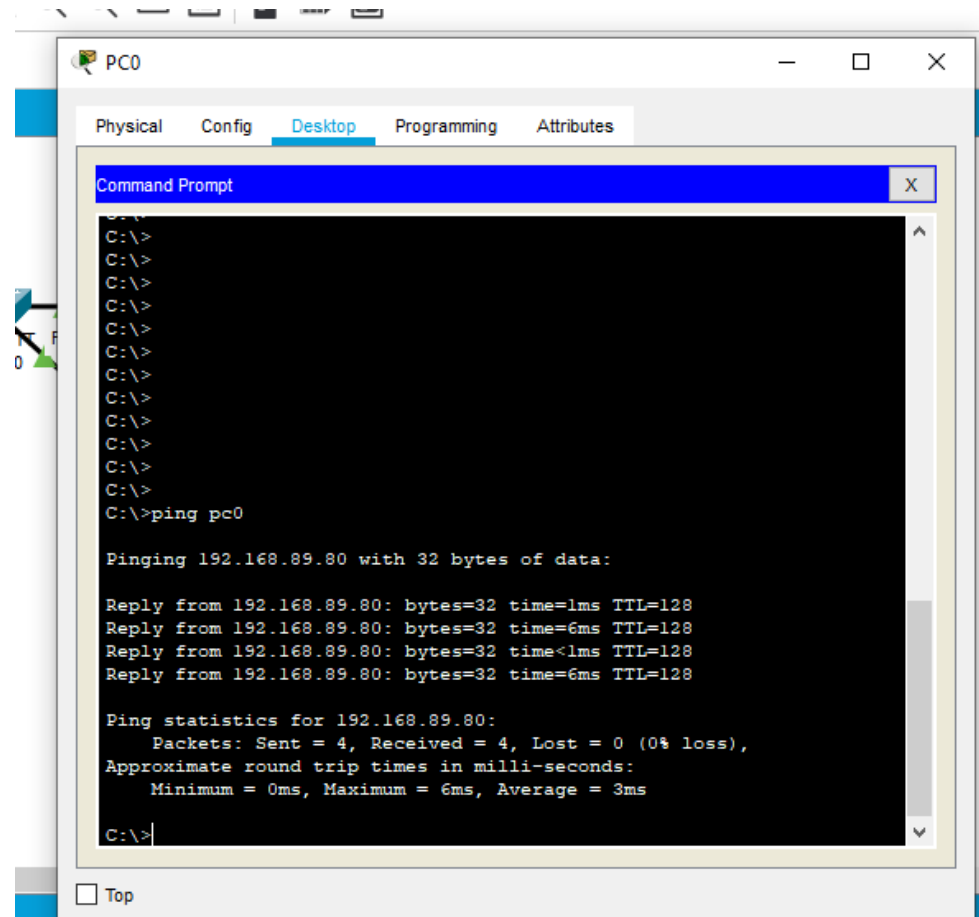 PC0
Physical Config Desktop Programming Attributes
Command Prompt
X
C:\>
C:\>
C:\>
C:\>
C:\>
C:\>
C:\>
C:\>
C:\>
C:\>
C:\>
C:\>
C:\>ping pc0
Pinging 192.168.89.80 with 32 bytes of data:
Reply from 192.168.89.80: bytes=32 time=1ms TTL=128
Reply from 192.168.89.80: bytes=32 time=6ms TTL=128
Reply from 192.168.89.80: bytes=32 time<1ms TTL=128
Reply from 192.168.89.80: bytes=32 time=6ms TTL=128
Ping statistics for 192.168.89.80:
Packets: Sent = 4, Received = 4, Lost = 0 (0% loss),
Approximate round trip times in milli-seconds:
Minimum = 0ms, Maximum = 6ms, Average = 3ms
C:\>
Top